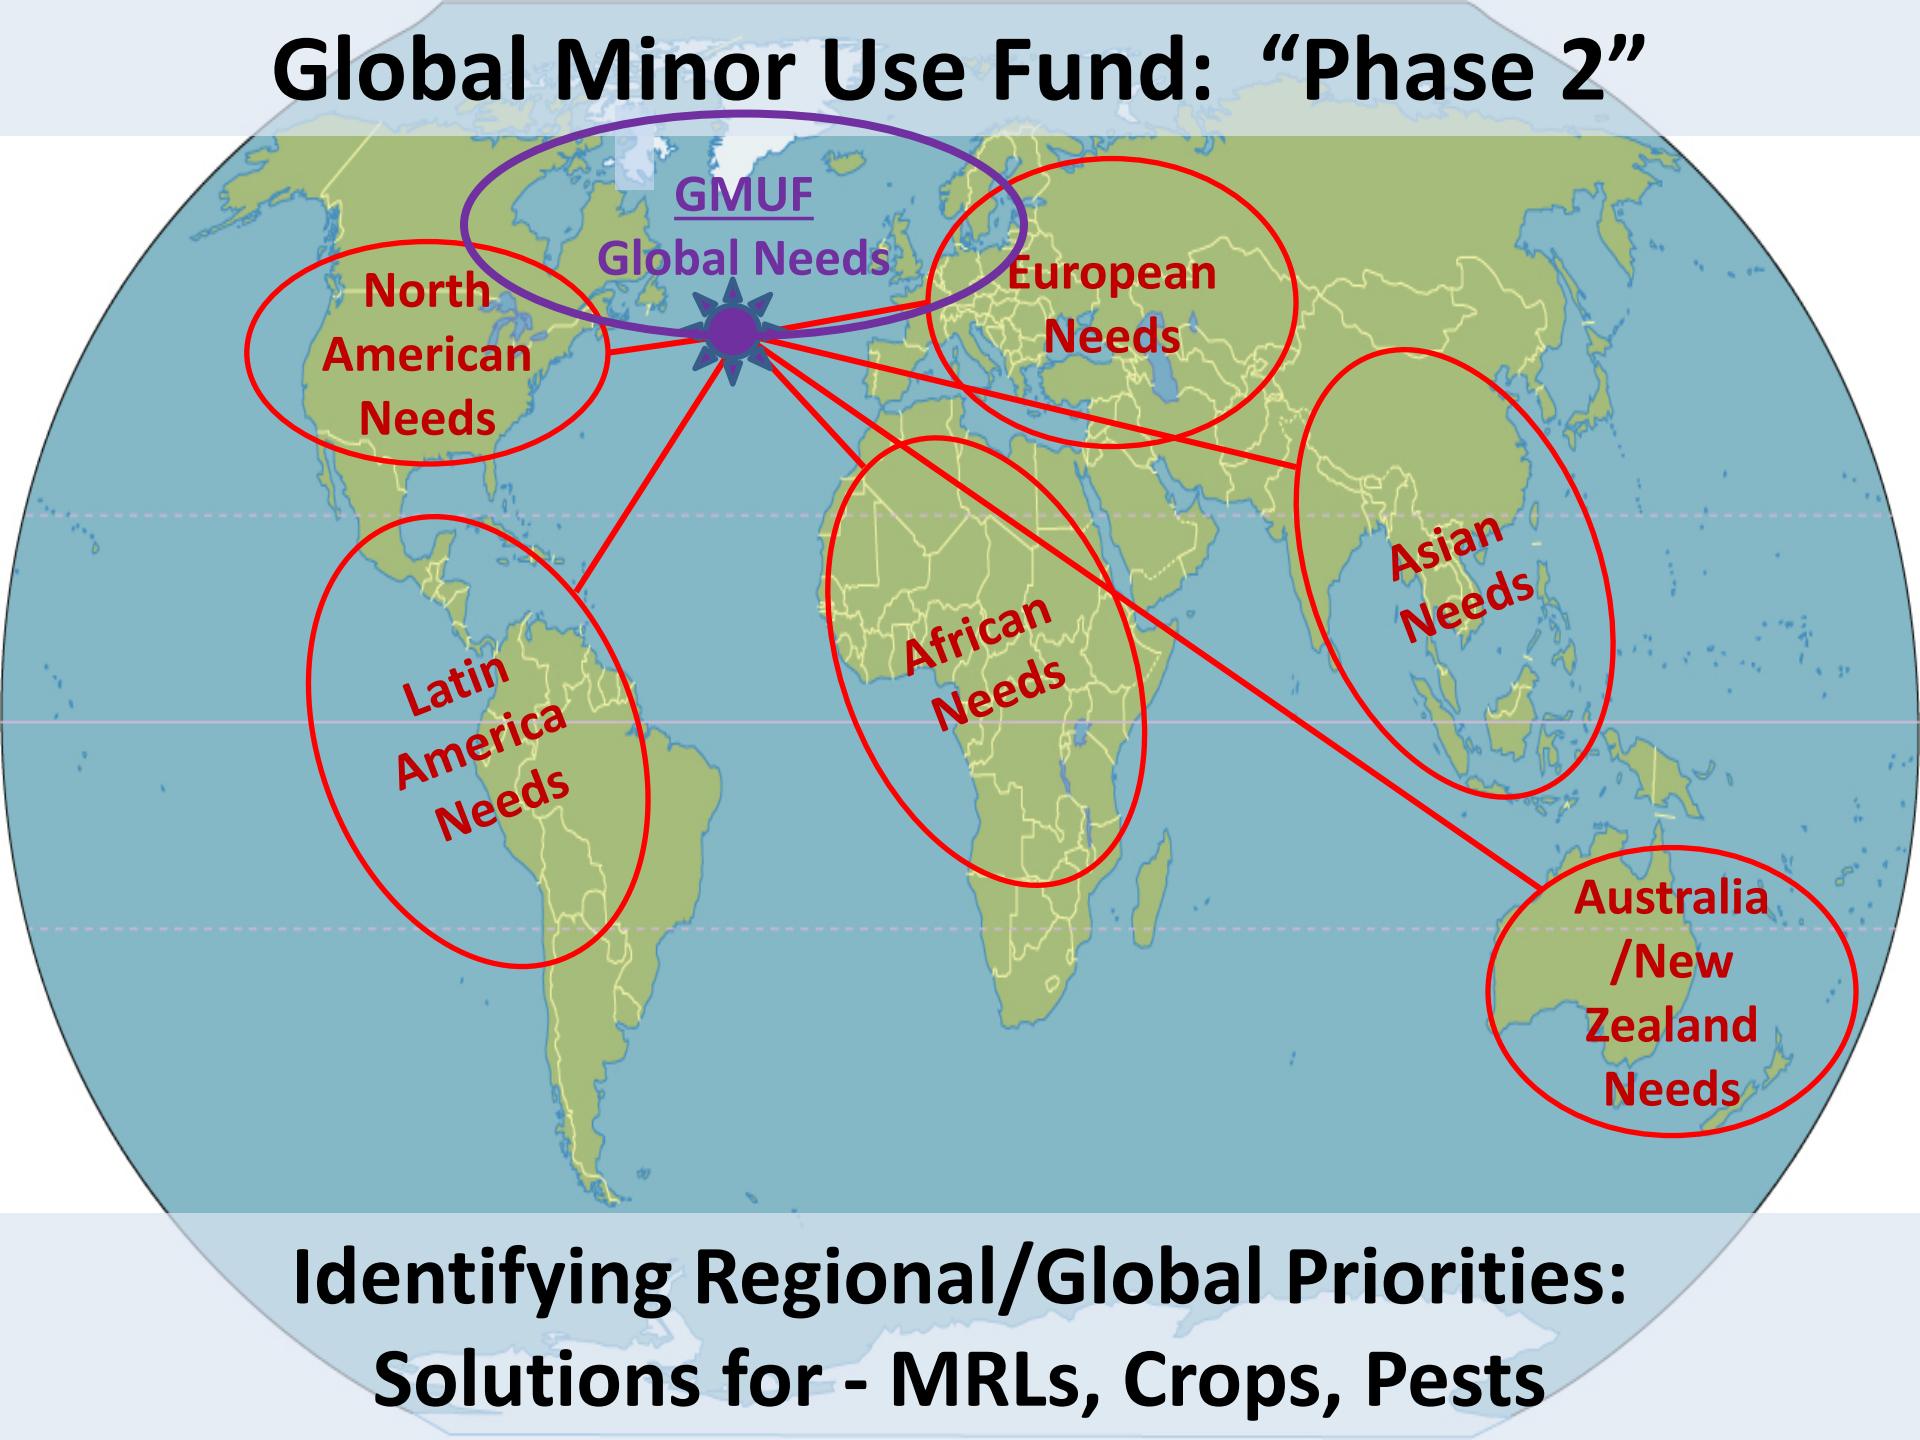 Global Minor Use Fund: “Phase 2”
GMUF
Global Needs
North
American
Needs
European
Needs
Asian
Needs
African
Needs
Latin
America
Needs
Australia
/New
Zealand
Needs
Identifying Regional/Global Priorities:
Solutions for - MRLs, Crops, Pests